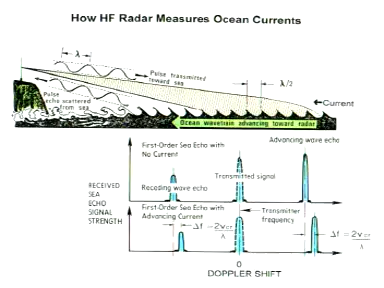 How HF Radar Measures Ocean Currents
λ
Pulse transmitted
toward sea
Pulse
echo scattered
from sea
λ/2
Current
Ocean wavetrain advancing toward radar
Advancing wave echo
First-Order Sea Echo with
No Current
Transmitted signal
Receding wave echo
RECEIVED
SEA
ECHO
SIGNAL
STRENGTH
First-Order Sea Echo with
Advancing Current
Transmitter
frequency
Δf = 2Vcr/λ
Δf = 2Vcr/λ
0
DOPPLER SHIFT